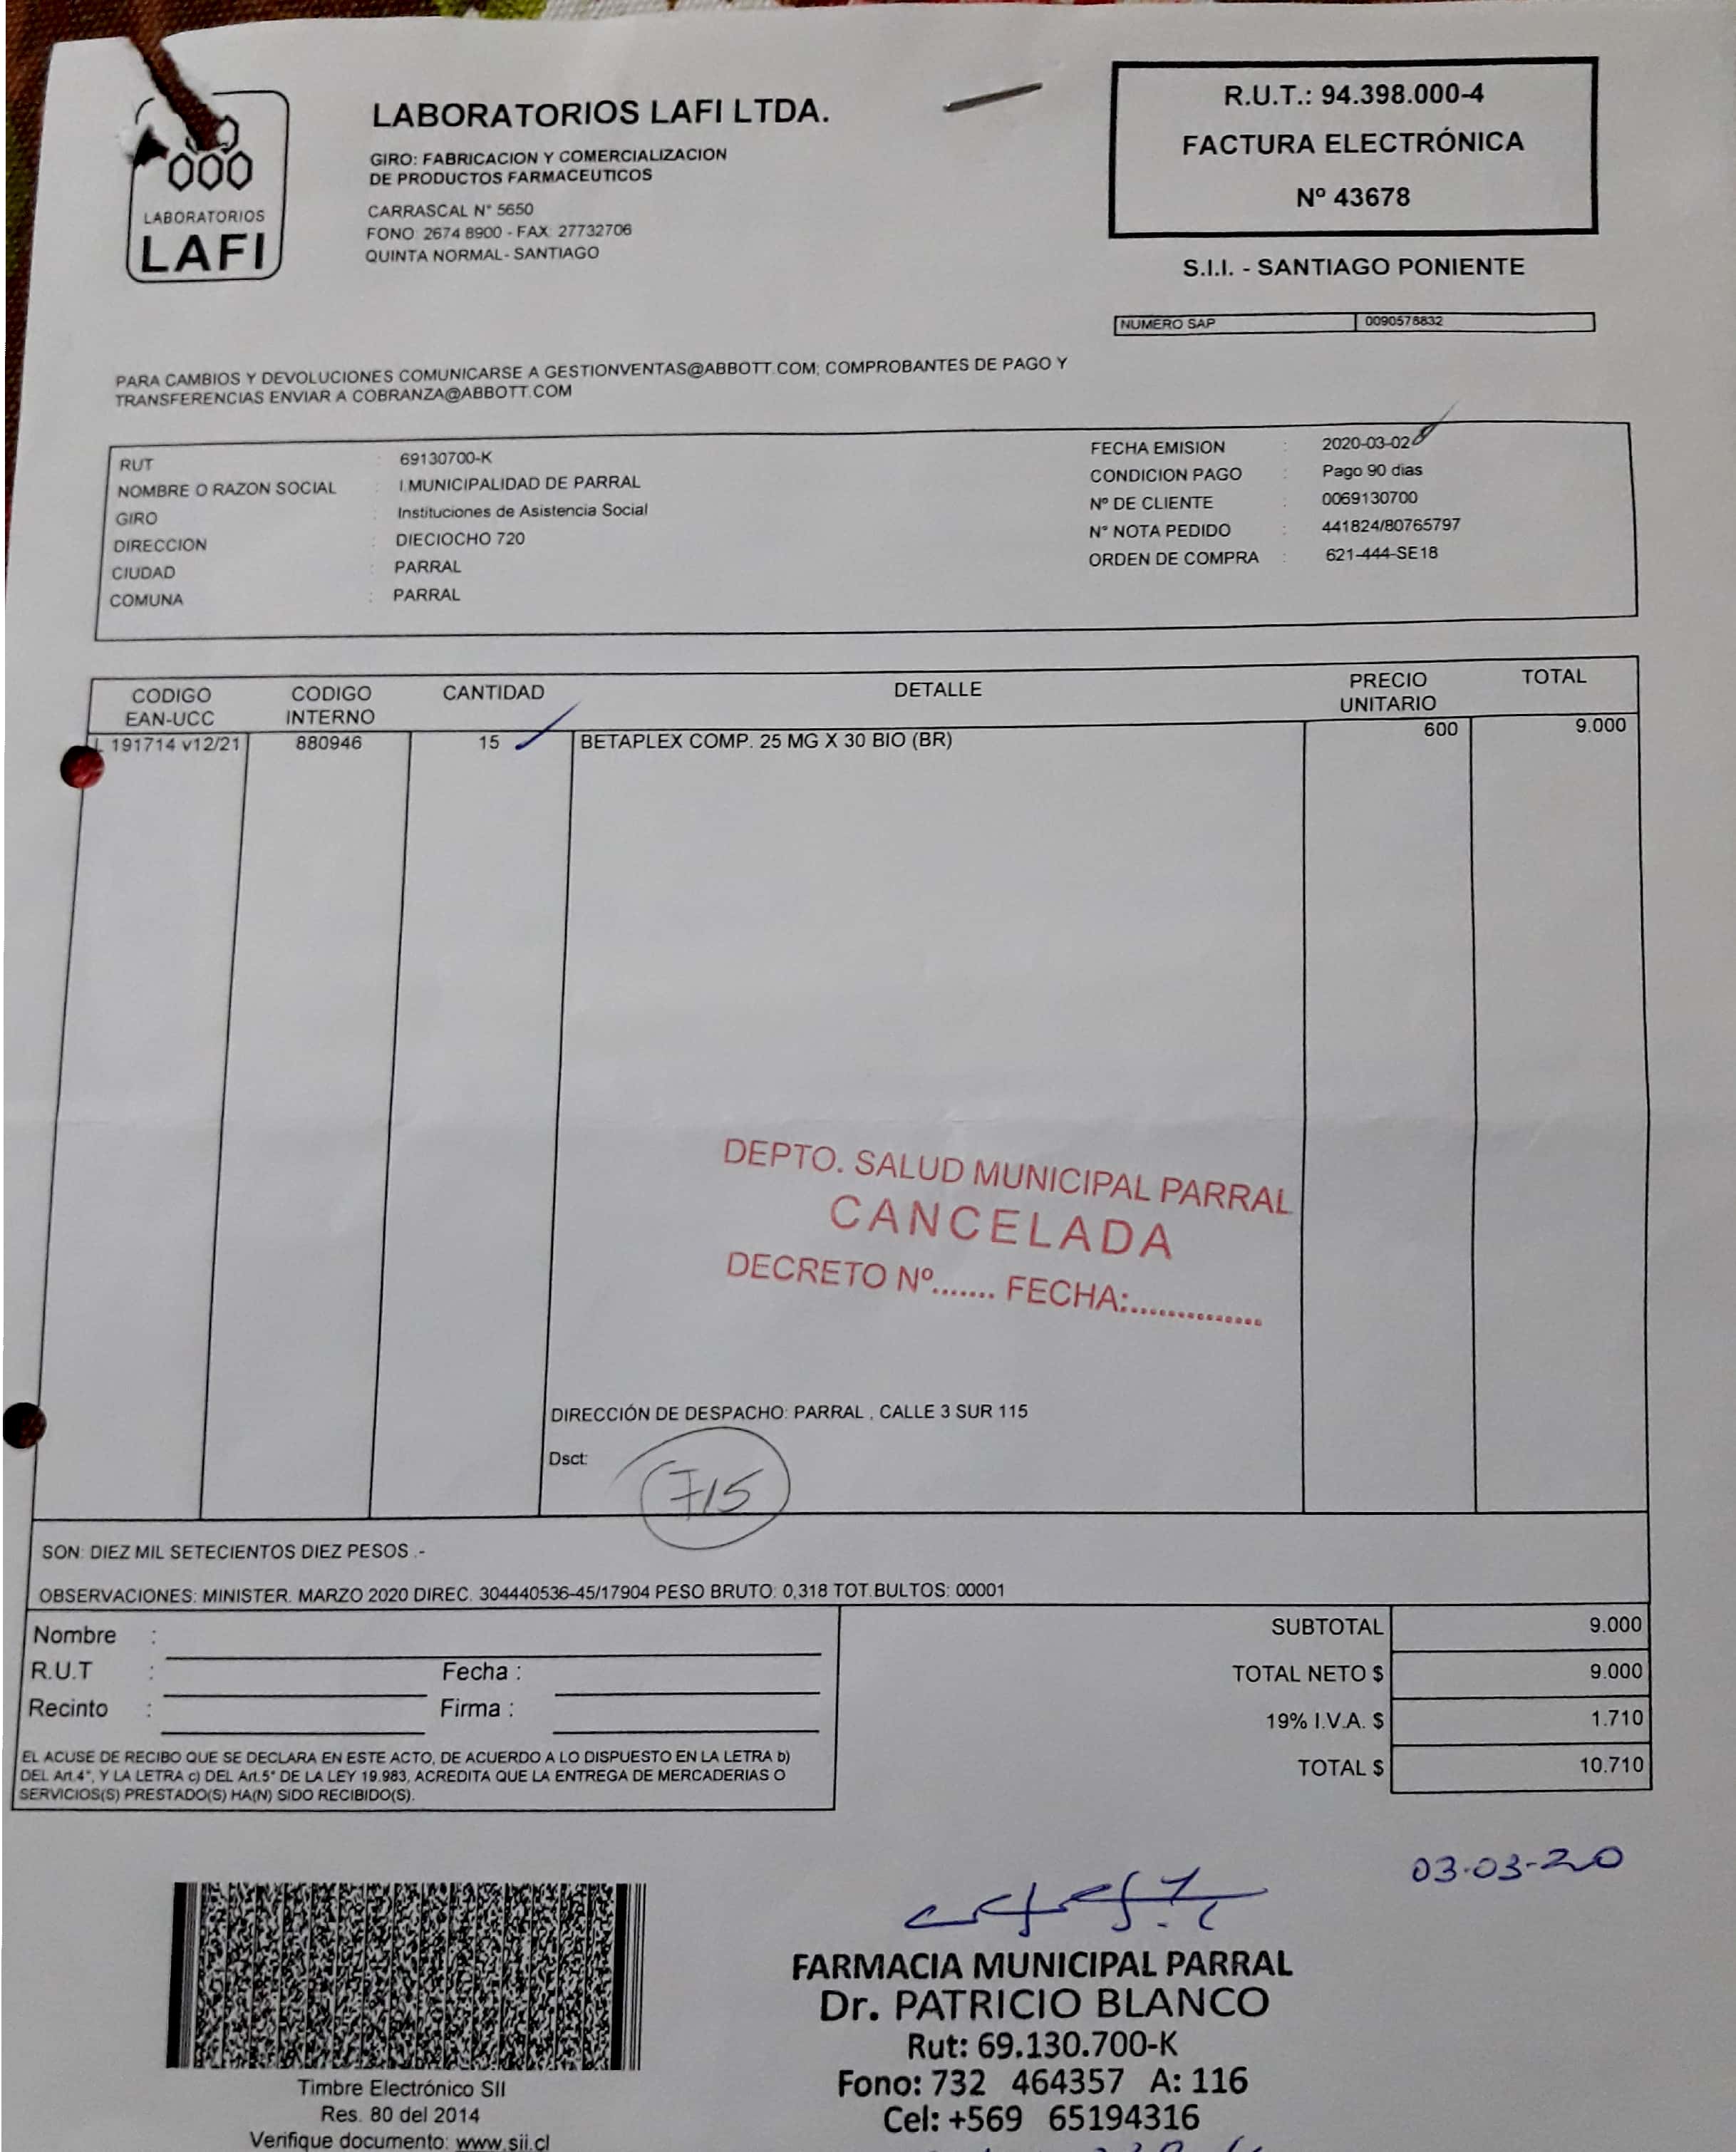 LABORATORIOS
LAFI
LABORATORIOS LAFI LTDA.
GIRO: FABRICACION Y COMERCIALIZACION
DE PRODUCTOS FARMACEUTICOS
CARRASCAL N° 5650
FONO: 2674 8900 - FAX: 27732706
QUINTA NORMAL- SANTIAGO
R.U.T.: 94.398.000-4
FACTURA ELECTRÓNICA
Nº 43678
S.I.I. - SANTIAGO PONIENTE
NUMERO SAP 0090578832
PARA CAMBIOS Y DEVOLUCIONES COMUNICARSE A GESTIONVENTAS@ABBOTT.COM; COMPROBANTES DE PAGO Y
TRANSFERENCIAS ENVIAR A COBRANZA@ABBOTT.COM
RUT : 69130700-K
NOMBRE O RAZON SOCIAL : I.MUNICIPALIDAD DE PARRAL
GIRO : Instituciones de Asistencia Social
DIRECCION : DIECIOCHO 720
CIUDAD : PARRAL
COMUNA : PARRAL
FECHA EMISION : 2020-03-02
CONDICION PAGO : Pago 90 dias
Nº DE CLIENTE : 0069130700
N° NOTA PEDIDO : 441824/80765797
ORDEN DE COMPRA : 621-444-SE18
CODIGO EAN-UCC CODIGO INTERNO CANTIDAD DETALLE PRECIO UNITARIO TOTAL
L 191714 v12/21 880946 15 BETAPLEX COMP. 25 MG X 30 BIO (BR) 600 9.000
DEPTO. SALUD MUNICIPAL PARRAL
CANCELADA
DECRETO Nº....... FECHA:...............
DIRECCIÓN DE DESPACHO: PARRAL , CALLE 3 SUR 115
Dsct:
715
SON: DIEZ MIL SETECIENTOS DIEZ PESOS .-
OBSERVACIONES: MINISTER. MARZO 2020 DIREC. 304440536-45/17904 PESO BRUTO: 0,318 TOT.BULTOS: 00001
Nombre :
R.U.T : Fecha :
Recinto : Firma :
EL ACUSE DE RECIBO QUE SE DECLARA EN ESTE ACTO, DE ACUERDO A LO DISPUESTO EN LA LETRA b)
DEL Art.4°, Y LA LETRA c) DEL Art.5° DE LA LEY 19.983, ACREDITA QUE LA ENTREGA DE MERCADERIAS O
SERVICIOS(S) PRESTADO(S) HA(N) SIDO RECIBIDO(S).
SUBTOTAL 9.000
TOTAL NETO $ 9.000
19% I.V.A. $ 1.710
TOTAL $ 10.710
03-03-20
Timbre Electrónico SII
Res. 80 del 2014
Verifique documento: www.sii.cl
FARMACIA MUNICIPAL PARRAL
Dr. PATRICIO BLANCO
Rut: 69.130.700-K
Fono: 732 464357 A: 116
Cel: +569 65194316